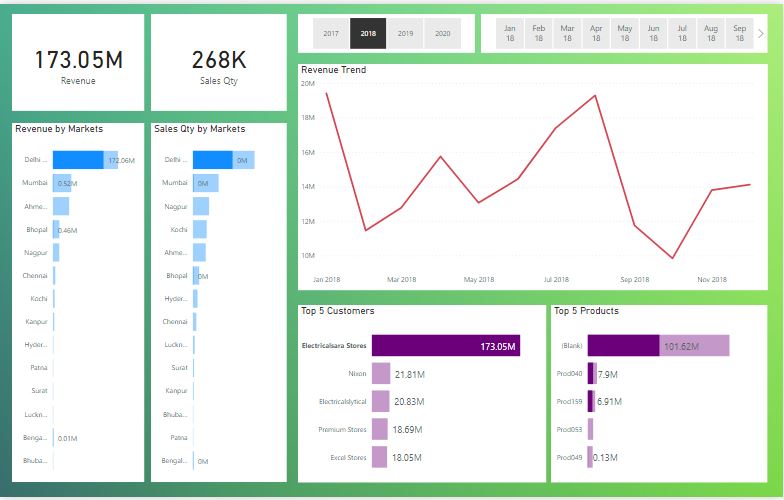 173.05M
Revenue
268K
Sales Qty
2017
2018
2019
2020
Jan
18
Feb
18
Mar
18
Apr
18
May
18
Jun
18
Jul
18
Aug
18
Sep
18
Revenue by Markets
Delhi ...
172.06M
Mumbai
0.52M
Ahme...
Bhopal
0.46M
Nagpur
Chennai
Kochi
Kanpur
Hyder...
Patna
Surat
Luckn...
Benga...
0.01M
Bhuba...
Sales Qty by Markets
Delhi ...
0M
Mumbai
0M
Nagpur
Kochi
Ahme...
Bhopal
0M
Hyder...
Chennai
Luckn...
Surat
Kanpur
Bhuba...
Patna
Bengal...
0M
Revenue Trend
20M
18M
16M
14M
12M
10M
Jan 2018
Mar 2018
May 2018
Jul 2018
Sep 2018
Nov 2018
Top 5 Customers
Electricalsara Stores
173.05M
Nixon
21.81M
Electricalslytical
20.83M
Premium Stores
18.69M
Excel Stores
18.05M
Top 5 Products
(Blank)
101.62M
Prod040
7.9M
Prod159
6.91M
Prod053
Prod049
0.13M